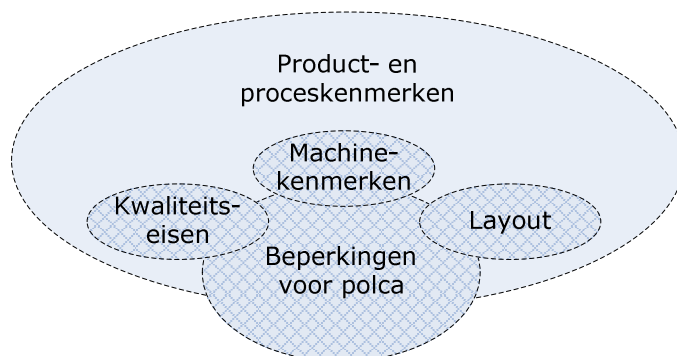 Product- en
proceskenmerken
Machine-
kenmerken
Kwaliteits-
eisen
Layout
Beperkingen
voor polca